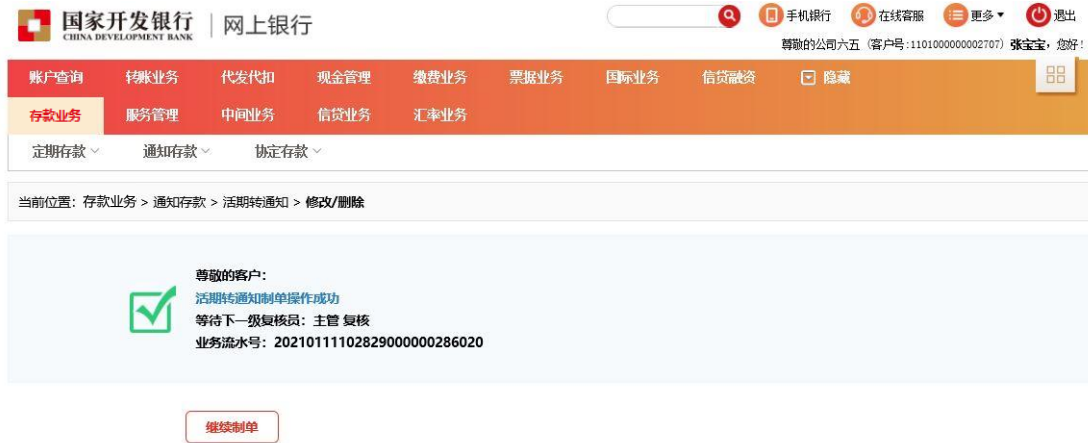 国家开发银行 网上银行
CHINA DEVELOPMENT BANK
手机银行 在线客服 更多 退出
尊敬的公司六五（客户号:1101000000002707）张宝宝，您好！
账户查询 转账业务 代发代扣 现金管理 缴费业务 票据业务 国际业务 信贷融资 隐藏
存款业务 服务管理 中间业务 信贷业务 汇率业务
定期存款 通知存款 协定存款
当前位置：存款业务 > 通知存款 > 活期转通知 > 修改/删除
尊敬的客户：
活期转通知制单操作成功
等待下一级复核员：主管 复核
业务流水号：20210111102829000000286020
继续制单